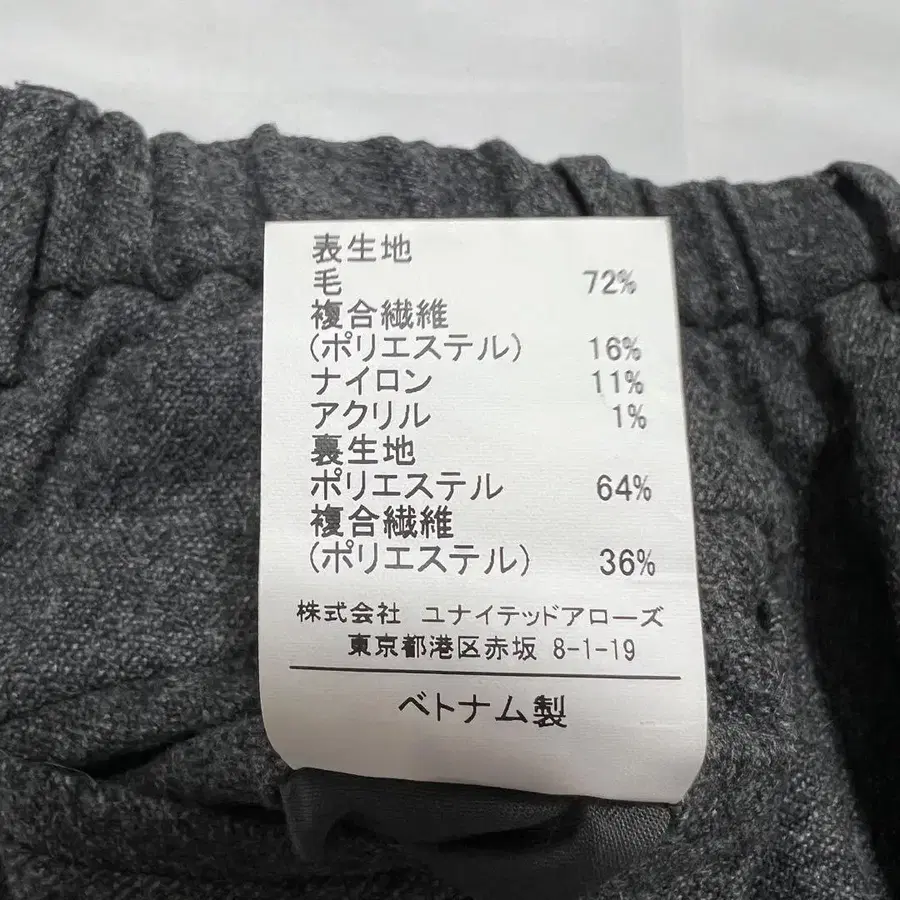 表生地
毛 72%
複合繊維
(ポリエステル) 16%
ナイロン 11%
アクリル 1%
裏生地
ポリエステル 64%
複合繊維
(ポリエステル) 36%
株式会社 ユナイテッドアローズ
東京都港区赤坂 8-1-19
ベトナム製